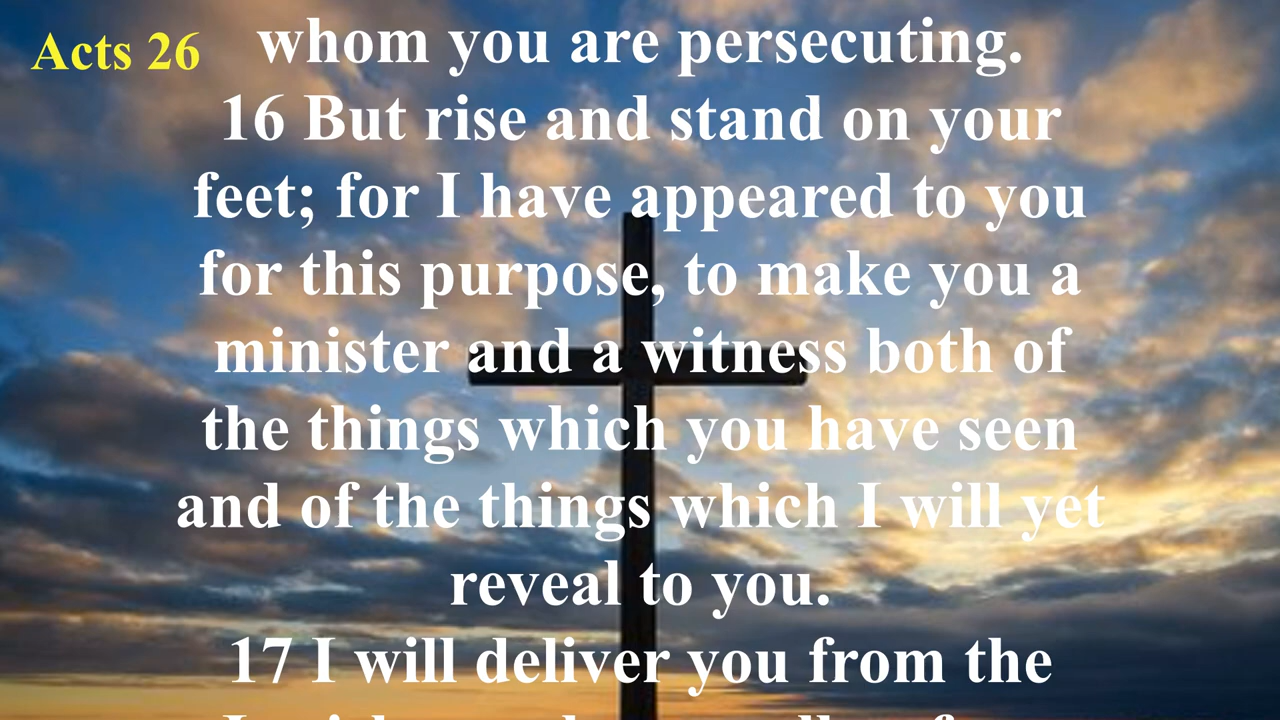 Acts 26
whom you are persecuting.
16 But rise and stand on your
feet; for I have appeared to you
for this purpose, to make you a
minister and a witness both of
the things which you have seen
and of the things which I will yet
reveal to you.
17 I will deliver you from the